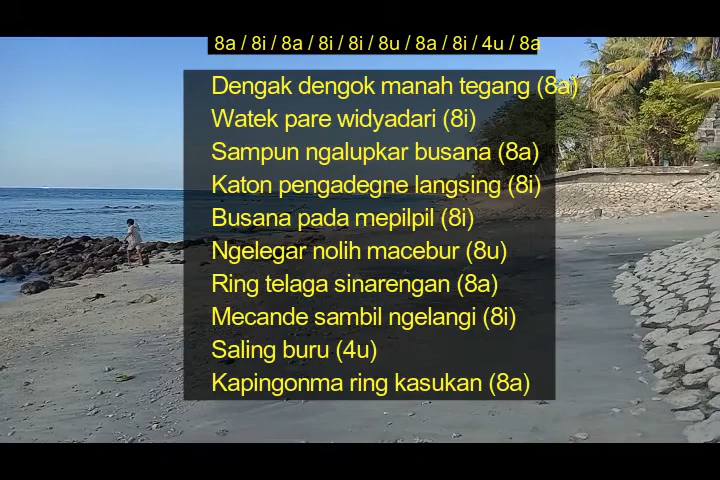 8a / 8i / 8a / 8i / 8i / 8u / 8a / 8i / 4u / 8a
Dengak dengok manah tegang (8a)
Watek pare widyadari (8i)
Sampun ngalupkar busana (8a)
Katon pengadegne langsing (8i)
Busana pada mepilpil (8i)
Ngelegar nolih macebur (8u)
Ring telaga sinarengan (8a)
Mecande sambil ngelangi (8i)
Saling buru (4u)
Kapingonma ring kasukan (8a)